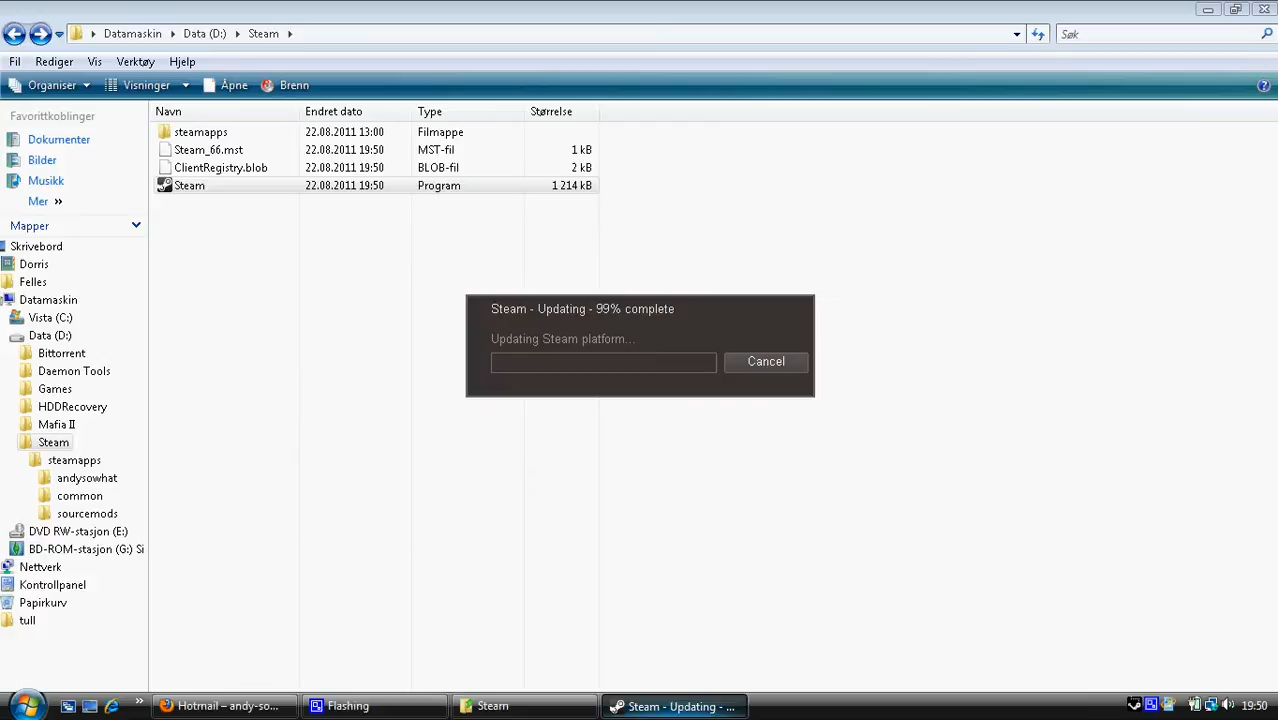 Datamaskin Data (D:) Steam
Søk
Fil Rediger Vis Verktøy Hjelp
Organiser Visninger Åpne Brenn
Favorittkoblinger
Dokumenter
Bilder
Musikk
Mer »
Mapper
Skrivebord
Dorris
Felles
Datamaskin
Vista (C:)
Data (D:)
Bittorrent
Daemon Tools
Games
HDDRecovery
Mafia II
Steam
steamapps
andysowhat
common
sourcemods
DVD RW-stasjon (E:)
BD-ROM-stasjon (G:) Si
Nettverk
Kontrollpanel
Papirkurv
tull
Navn Endret dato Type Størrelse
steamapps 22.08.2011 13:00 Filmappe
Steam_66.mst 22.08.2011 19:50 MST-fil 1 kB
ClientRegistry.blob 22.08.2011 19:50 BLOB-fil 2 kB
Steam 22.08.2011 19:50 Program 1 214 kB
Steam - Updating - 99% complete
Updating Steam platform...
Cancel
Hotmail – andy-so... Flashing Steam Steam - Updating - ... 19:50